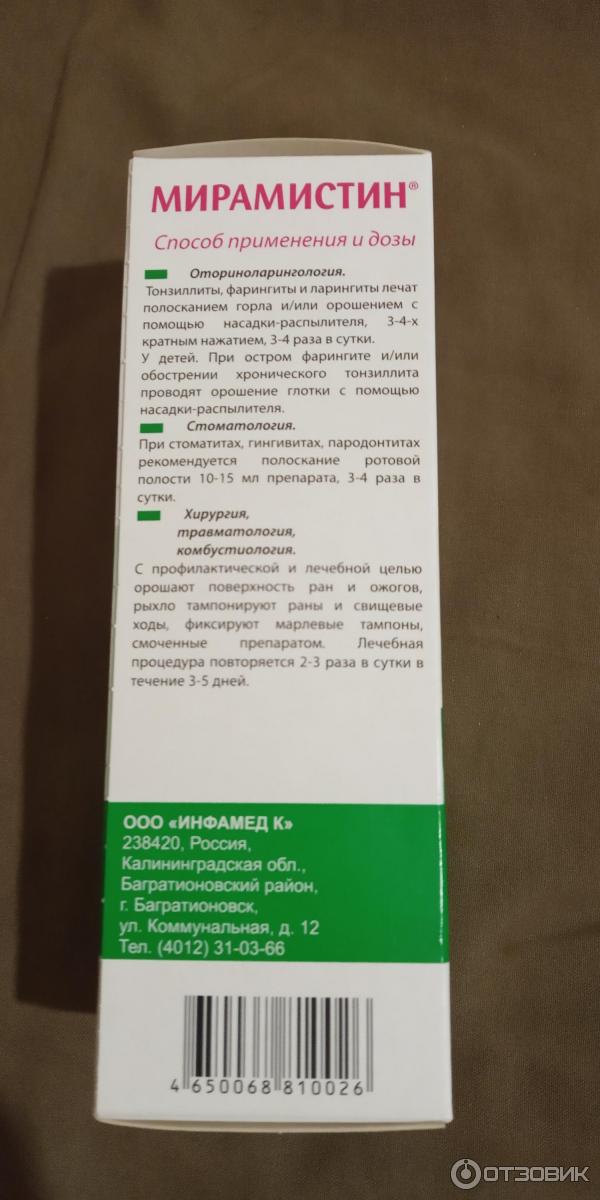 МИРАМИСТИН®
Способ применения и дозы
Оториноларингология.
Тонзиллиты, фарингиты и ларингиты лечат
полосканием горла и/или орошением с
помощью насадки-распылителя, 3-4-х
кратным нажатием, 3-4 раза в сутки.
У детей. При остром фарингите и/или
обострении хронического тонзиллита
проводят орошение глотки с помощью
насадки-распылителя.
Стоматология.
При стоматитах, гингивитах, пародонтитах
рекомендуется полоскание ротовой
полости 10-15 мл препарата, 3-4 раза в
сутки.
Хирургия,
травматология,
комбустиология.
С профилактической и лечебной целью
орошают поверхность ран и ожогов,
рыхло тампонируют раны и свищевые
ходы, фиксируют марлевые тампоны,
смоченные препаратом. Лечебная
процедура повторяется 2-3 раза в сутки в
течение 3-5 дней.
ООО «ИНФАМЕД К»
238420, Россия,
Калининградская обл.,
Багратионовский район,
г. Багратионовск,
ул. Коммунальная, д. 12
Тел. (4012) 31-03-66
4 650068 810026
ОТЗОВИК